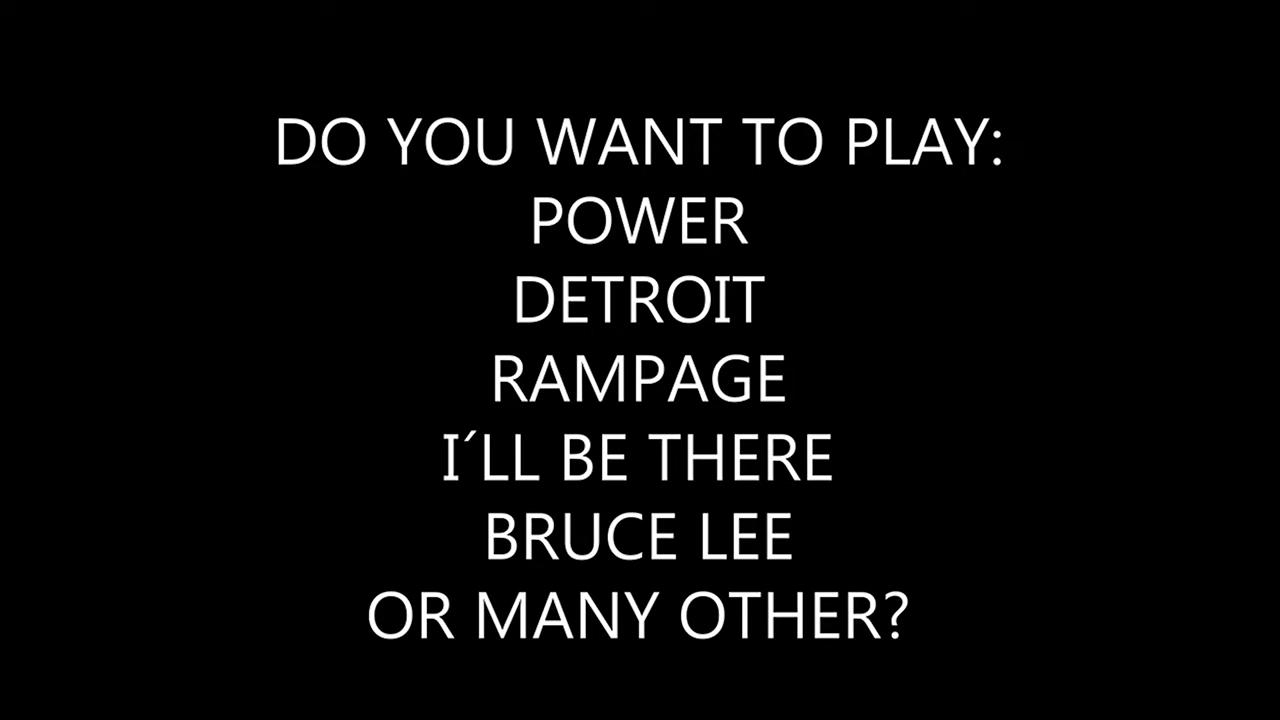 DO YOU WANT TO PLAY:
POWER
DETROIT
RAMPAGE
I´LL BE THERE
BRUCE LEE
OR MANY OTHER?